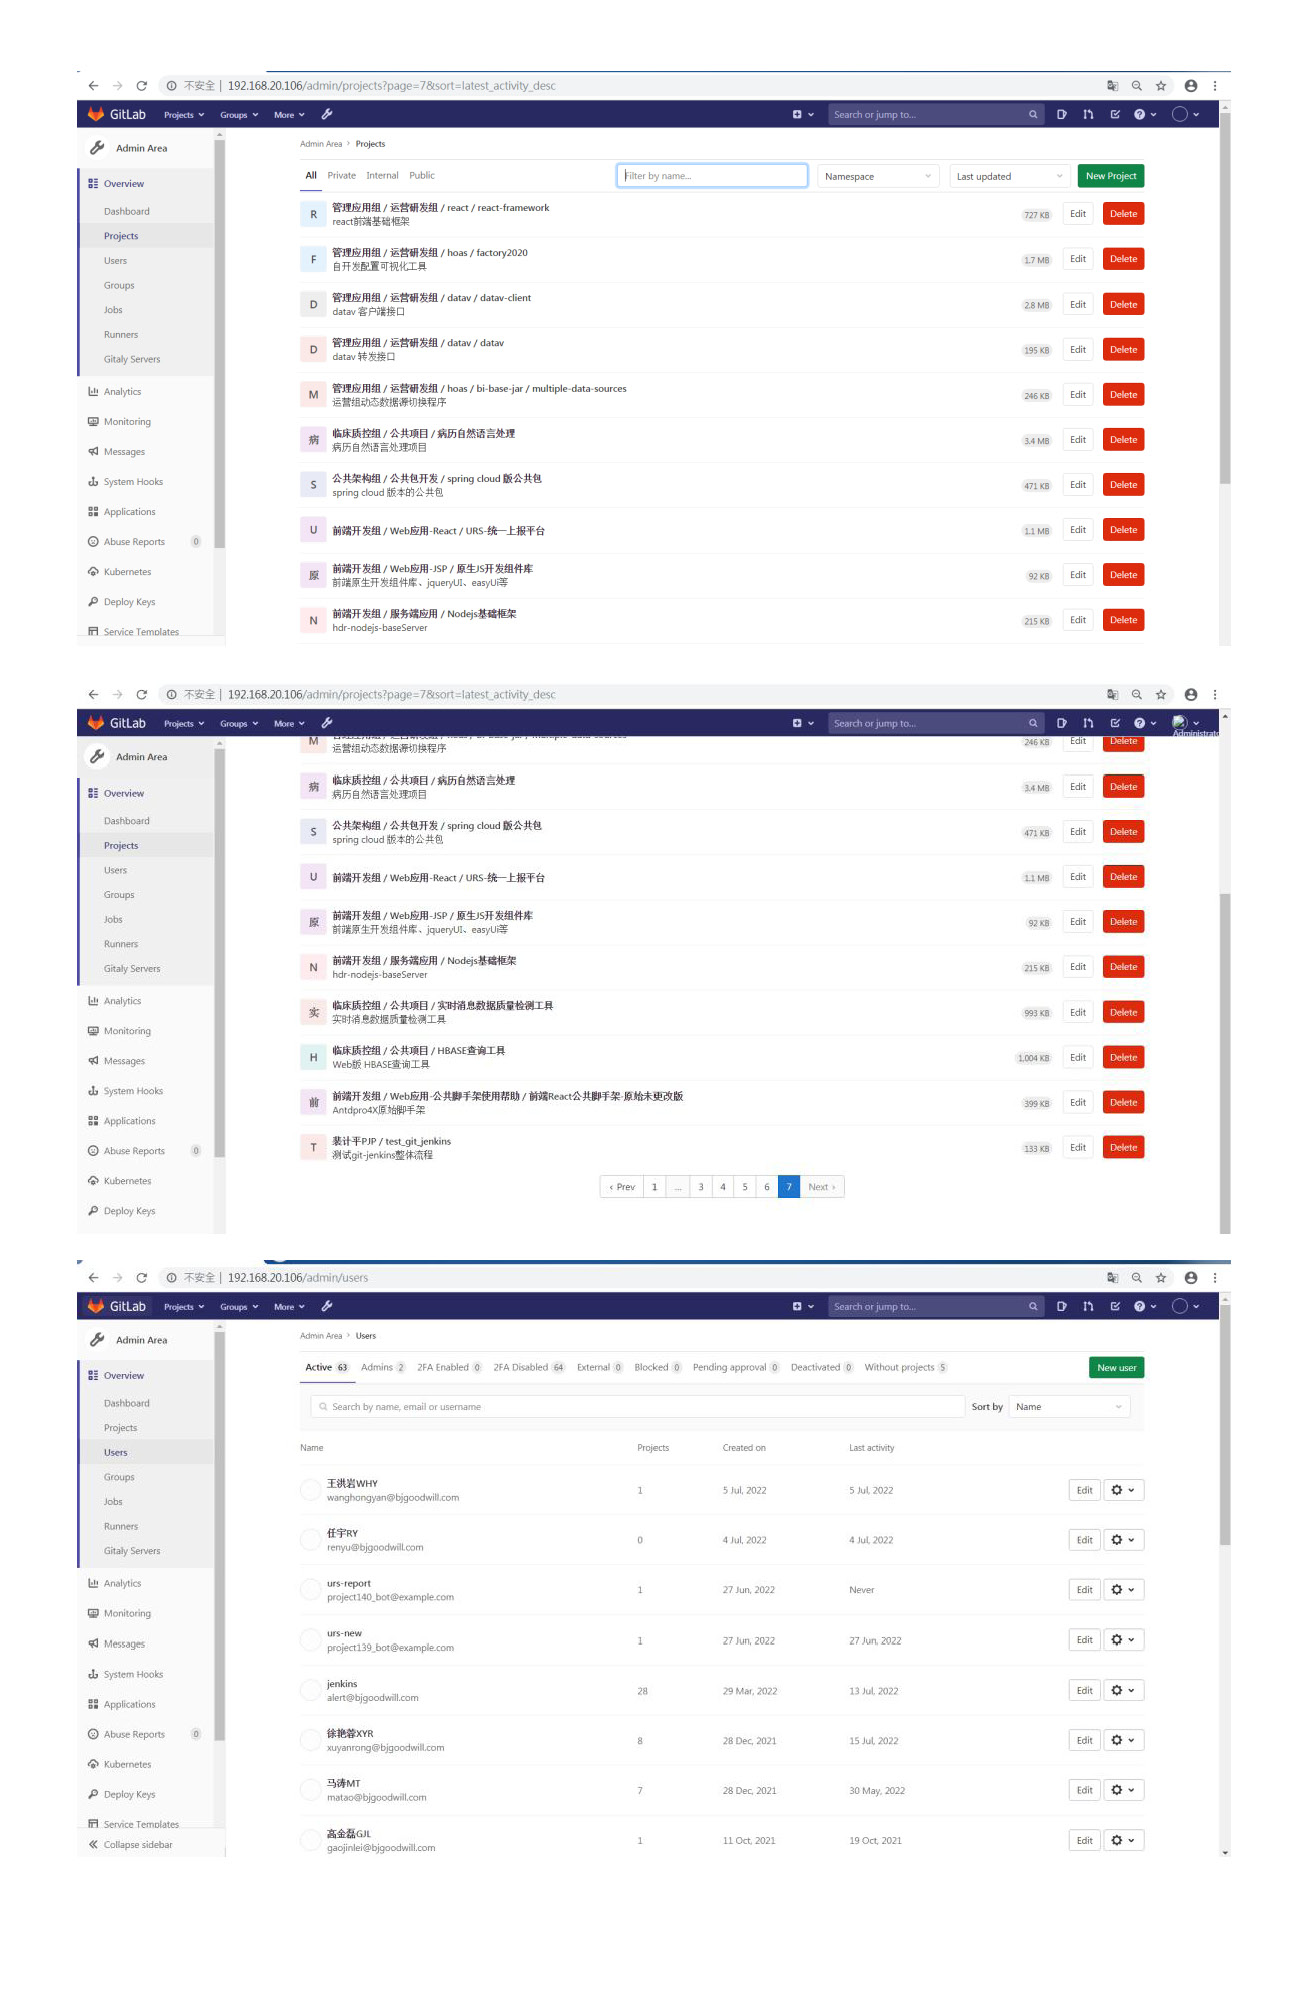 不安全 | 192.168.20.106/admin/projects?page=7&sort=latest_activity_desc
GitLab Projects Groups More Search or jump to...
Admin Area
Overview
Dashboard
Projects
Users
Groups
Jobs
Runners
Gitaly Servers
Analytics
Monitoring
Messages
System Hooks
Applications
Abuse Reports 0
Kubernetes
Deploy Keys
Service Templates
Admin Area > Projects
All Private Internal Public Filter by name... Namespace Last updated New Project
R 管理应用组 / 运营研发组 / react / react-framework 727 KB Edit Delete
react前端基础框架
F 管理应用组 / 运营研发组 / hoas / factory2020 1.7 MB Edit Delete
自开发配置可视化工具
D 管理应用组 / 运营研发组 / datav / datav-client 2.8 MB Edit Delete
datav 客户端接口
D 管理应用组 / 运营研发组 / datav / datav 195 KB Edit Delete
datav 转发接口
M 管理应用组 / 运营研发组 / hoas / bi-base-jar / multiple-data-sources 246 KB Edit Delete
运营组动态数据源切换程序
病 临床质控组 / 公共项目 / 病历自然语言处理 3.4 MB Edit Delete
病历自然语言处理项目
S 公共架构组 / 公共包开发 / spring cloud 版公共包 471 KB Edit Delete
spring cloud 版本的公共包
U 前端开发组 / Web应用-React / URS-统一上报平台 1.1 MB Edit Delete
原 前端开发组 / Web应用-JSP / 原生JS开发组件库 92 KB Edit Delete
前端原生开发组件库、jqueryUI、easyUi等
N 前端开发组 / 服务端应用 / Nodejs基础框架 215 KB Edit Delete
hdr-nodejs-baseServer
不安全 | 192.168.20.106/admin/projects?page=7&sort=latest_activity_desc
GitLab Projects Groups More Search or jump to... Administrato
Admin Area
Overview
Dashboard
Projects
Users
Groups
Jobs
Runners
Gitaly Servers
Analytics
Monitoring
Messages
System Hooks
Applications
Abuse Reports 0
Kubernetes
Deploy Keys
M 246 KB Edit Delete
运营组动态数据源切换程序
病 临床质控组 / 公共项目 / 病历自然语言处理 3.4 MB Edit Delete
病历自然语言处理项目
S 公共架构组 / 公共包开发 / spring cloud 版公共包 471 KB Edit Delete
spring cloud 版本的公共包
U 前端开发组 / Web应用-React / URS-统一上报平台 1.1 MB Edit Delete
原 前端开发组 / Web应用-JSP / 原生JS开发组件库 92 KB Edit Delete
前端原生开发组件库、jqueryUI、easyUi等
N 前端开发组 / 服务端应用 / Nodejs基础框架 215 KB Edit Delete
hdr-nodejs-baseServer
实 临床质控组 / 公共项目 / 实时消息数据质量检测工具 993 KB Edit Delete
实时消息数据质量检测工具
H 临床质控组 / 公共项目 / HBASE查询工具 1,004 KB Edit Delete
Web版 HBASE查询工具
前 前端开发组 / Web应用-公共脚手架使用帮助 / 前端React公共脚手架-原始未更改版 399 KB Edit Delete
Antdpro4X原始脚手架
T 裴计平PJP / test_git_jenkins 133 KB Edit Delete
测试git-jenkins整体流程
‹ Prev 1 ... 3 4 5 6 7 Next ›
不安全 | 192.168.20.106/admin/users
GitLab Projects Groups More Search or jump to...
Admin Area
Overview
Dashboard
Projects
Users
Groups
Jobs
Runners
Gitaly Servers
Analytics
Monitoring
Messages
System Hooks
Applications
Abuse Reports 0
Kubernetes
Deploy Keys
Service Templates
Collapse sidebar
Admin Area > Users
Active 63 Admins 2 2FA Enabled 0 2FA Disabled 64 External 0 Blocked 0 Pending approval 0 Deactivated 0 Without projects 5 New user
Search by name, email or username Sort by Name
Name Projects Created on Last activity
王洪岩WHY 1 5 Jul, 2022 5 Jul, 2022 Edit
wanghongyan@bjgoodwill.com
任宇RY 0 4 Jul, 2022 4 Jul, 2022 Edit
renyu@bjgoodwill.com
urs-report 1 27 Jun, 2022 Never Edit
project140_bot@example.com
urs-new 1 27 Jun, 2022 27 Jun, 2022 Edit
project139_bot@example.com
jenkins 28 29 Mar, 2022 13 Jul, 2022 Edit
alert@bjgoodwill.com
徐艳蓉XYR 8 28 Dec, 2021 15 Jul, 2022 Edit
xuyanrong@bjgoodwill.com
马涛MT 7 28 Dec, 2021 30 May, 2022 Edit
matao@bjgoodwill.com
高金磊GJL 1 11 Oct, 2021 19 Oct, 2021 Edit
gaojinlei@bjgoodwill.com